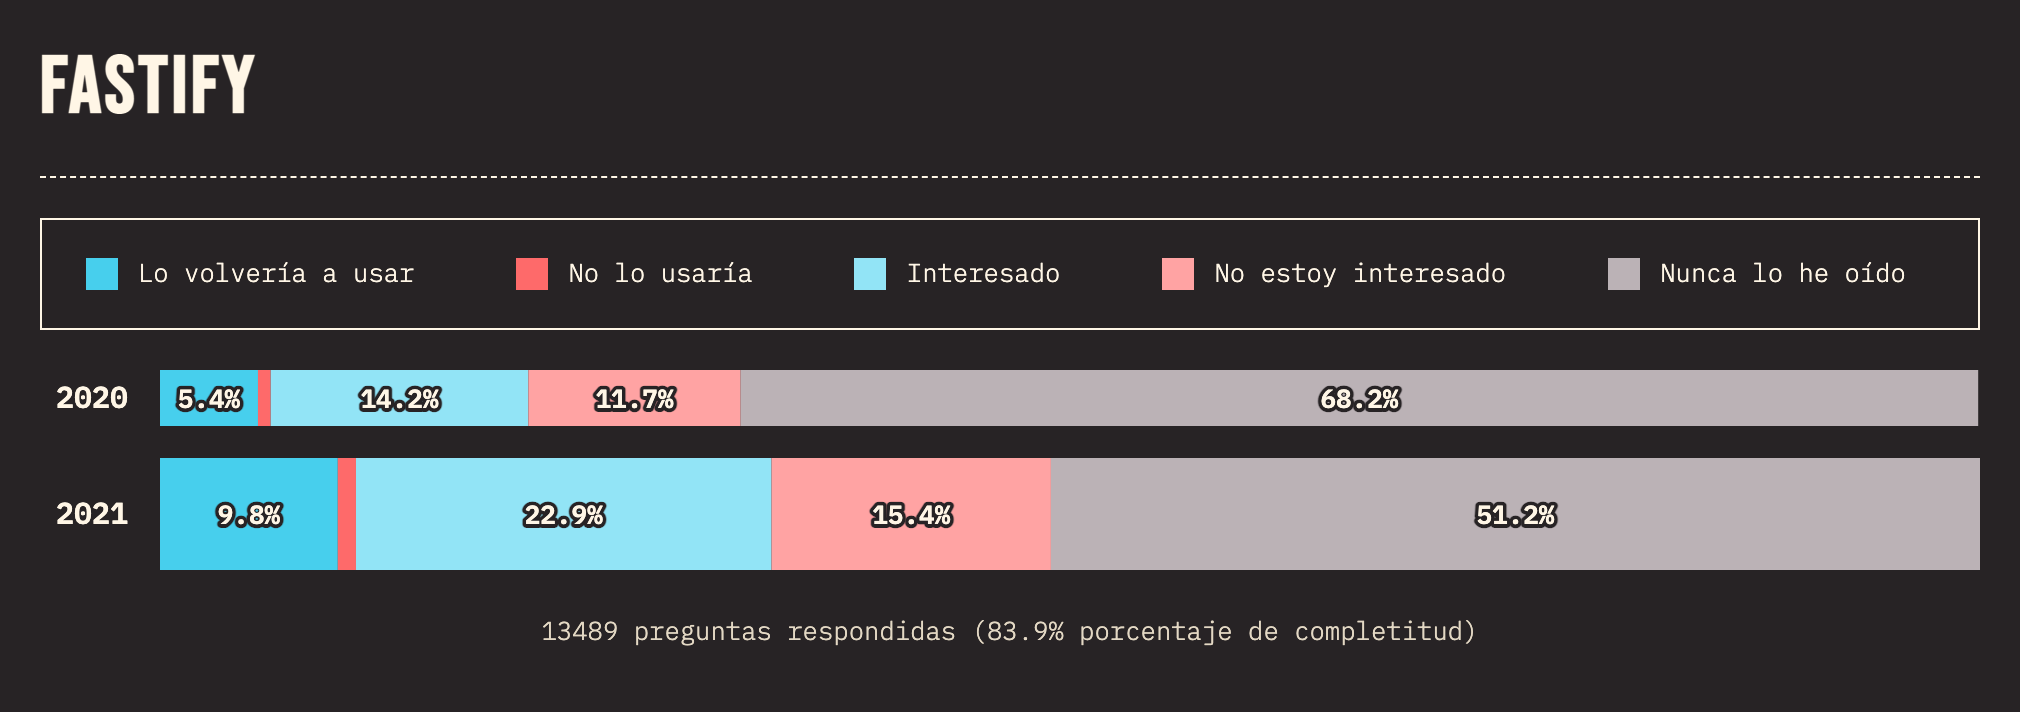 FASTIFY
Lo volvería a usar No lo usaría Interesado No estoy interesado Nunca lo he oído
2020 5.4% 14.2% 11.7% 68.2%
2021 9.8% 22.9% 15.4% 51.2%
13489 preguntas respondidas (83.9% porcentaje de completitud)